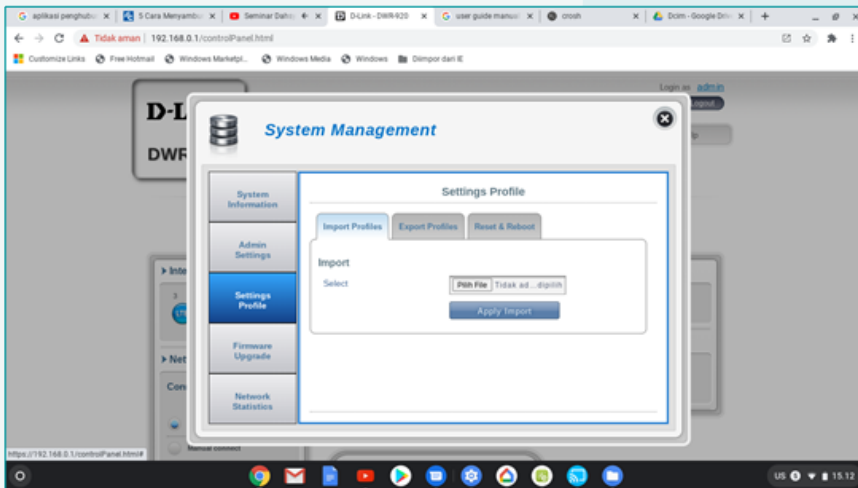 aplikasi penghubu
5 Cara Menyambu
Seminar Dahsy
D-Link - DWR-920
user guide manual
crosh
Dcim - Google Driv
Tidak aman | 192.168.0.1/controlPanel.html
Customize Links Free Hotmail Windows Marketpl... Windows Media Windows Diimpor dari IE
Login as admin
Logout
D-L
DWR
System Management
System
Information
Admin
Settings
Settings
Profile
Firmware
Upgrade
Network
Statistics
Settings Profile
Import Profiles Export Profiles Reset & Reboot
Import
Select Pilih File Tidak ad...dipilih
Apply Import
Inte
3
LTE
Net
Con
Manual connect
https://192.168.0.1/controlPanel.html#
US 15.12